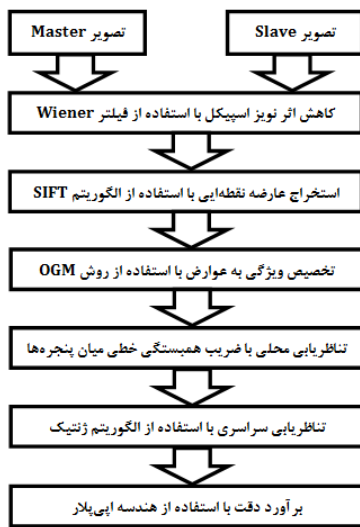 تصویر Slave
تصویر Master
کاهش اثر نویز اسپیکل با استفاده از فیلتر Wiener
استخراج عارضه نقطه‌ایی با استفاده از الگوریتم SIFT
تخصیص ویژگی به عوارض با استفاده از روش OGM
تناظریابی محلی با ضریب همبستگی خطی میان پنجره‌ها
تناظریابی سراسری با استفاده از الگوریتم ژنتیک
برآورد دقت با استفاده از هندسه اپی‌پلار